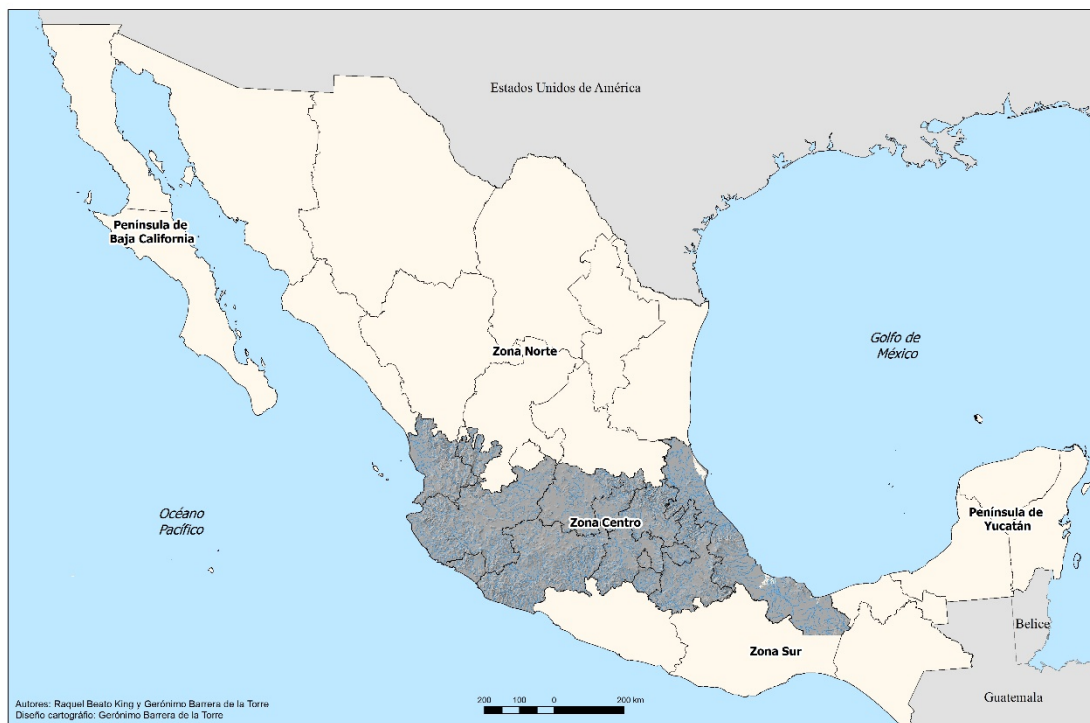 Estados Unidos de América
Península de
Baja California
Golfo de
México
Zona Norte
Océano
Pacífico
Zona Centro
Península de
Yucatán
Belice
Zona Sur
Guatemala
Autores: Raquel Beato King y Gerónimo Barrera de la Torre
Diseño cartográfio: Gerónimo Barrera de la Torre
200 100 0 200 km